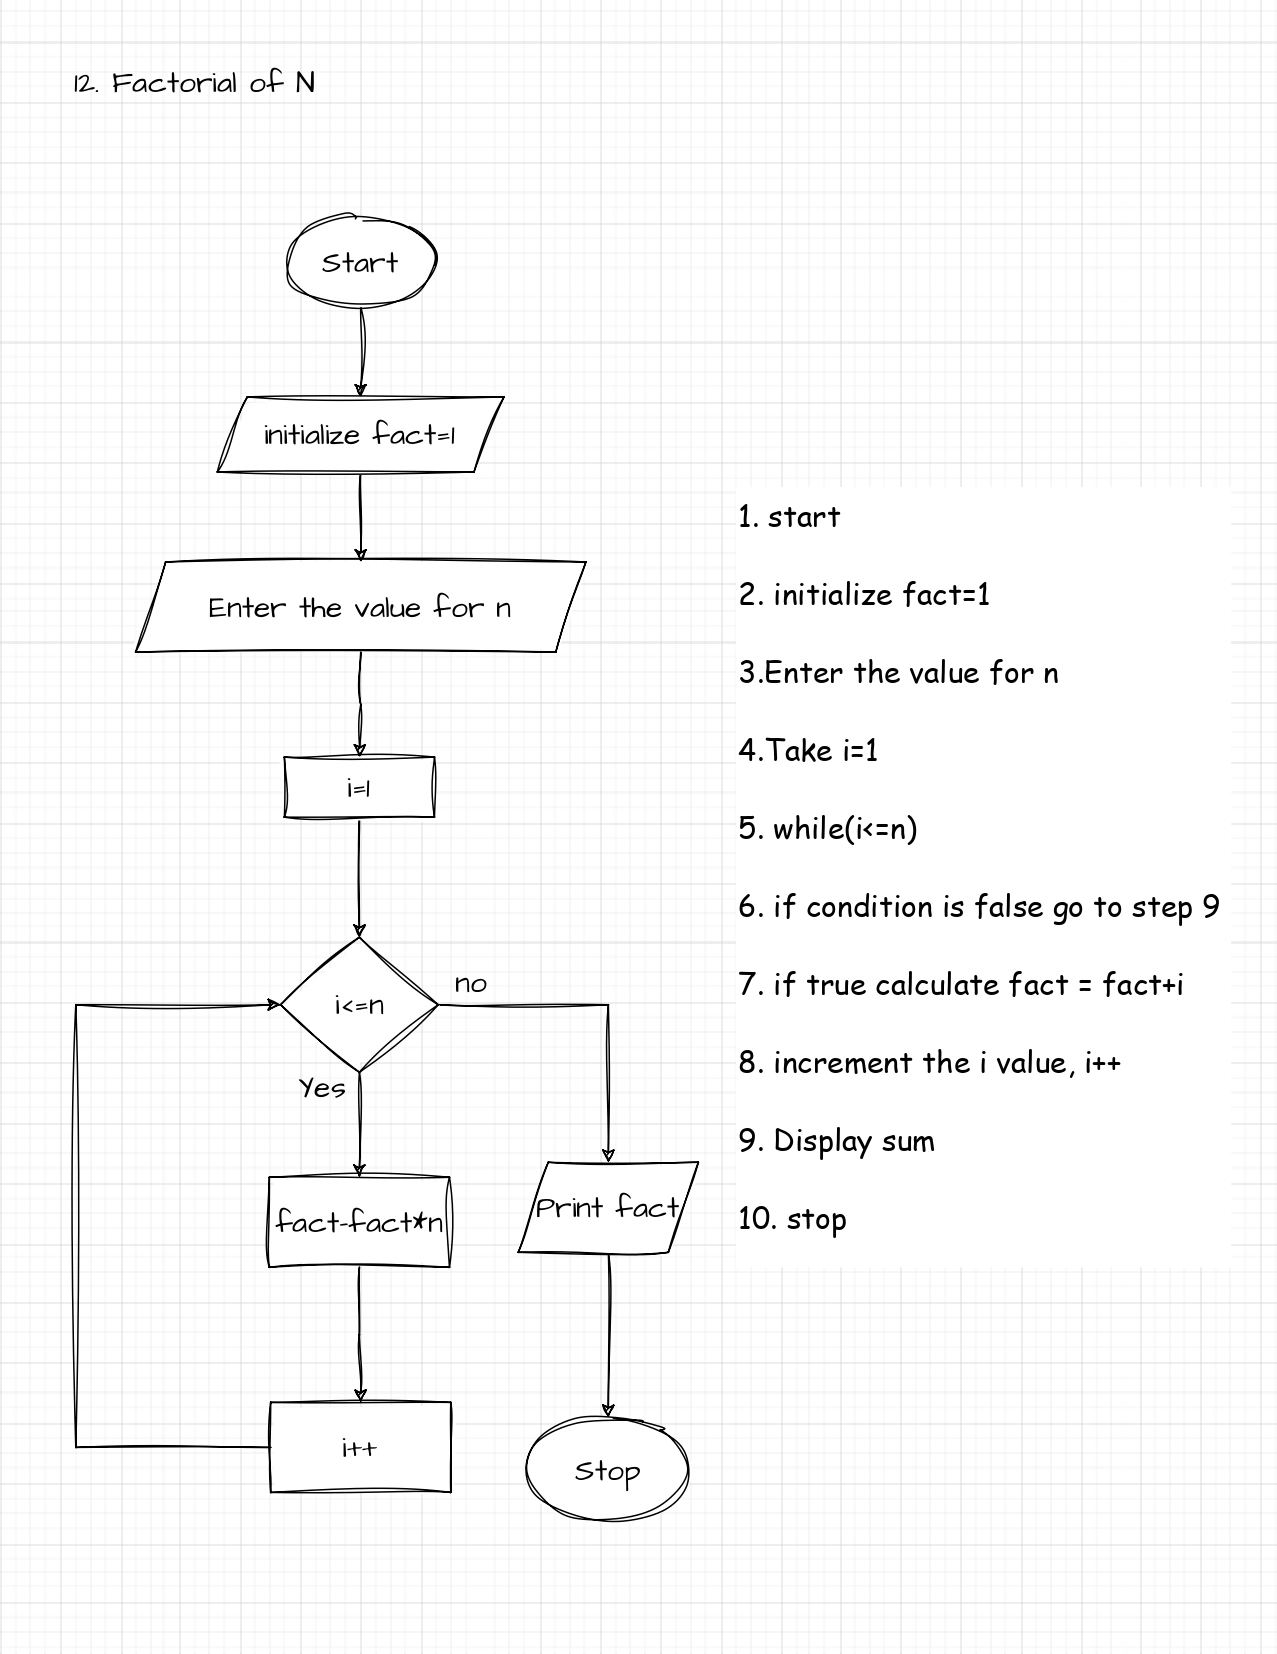 12. Factorial of N
Start
initialize fact=1
Enter the value for n
i=1
i<=n
no
Yes
fact-fact*n
Print fact
i++
Stop
1. start
2. initialize fact=1
3.Enter the value for n
4.Take i=1
5. while(i<=n)
6. if condition is false go to step 9
7. if true calculate fact = fact+i
8. increment the i value, i++
9. Display sum
10. stop